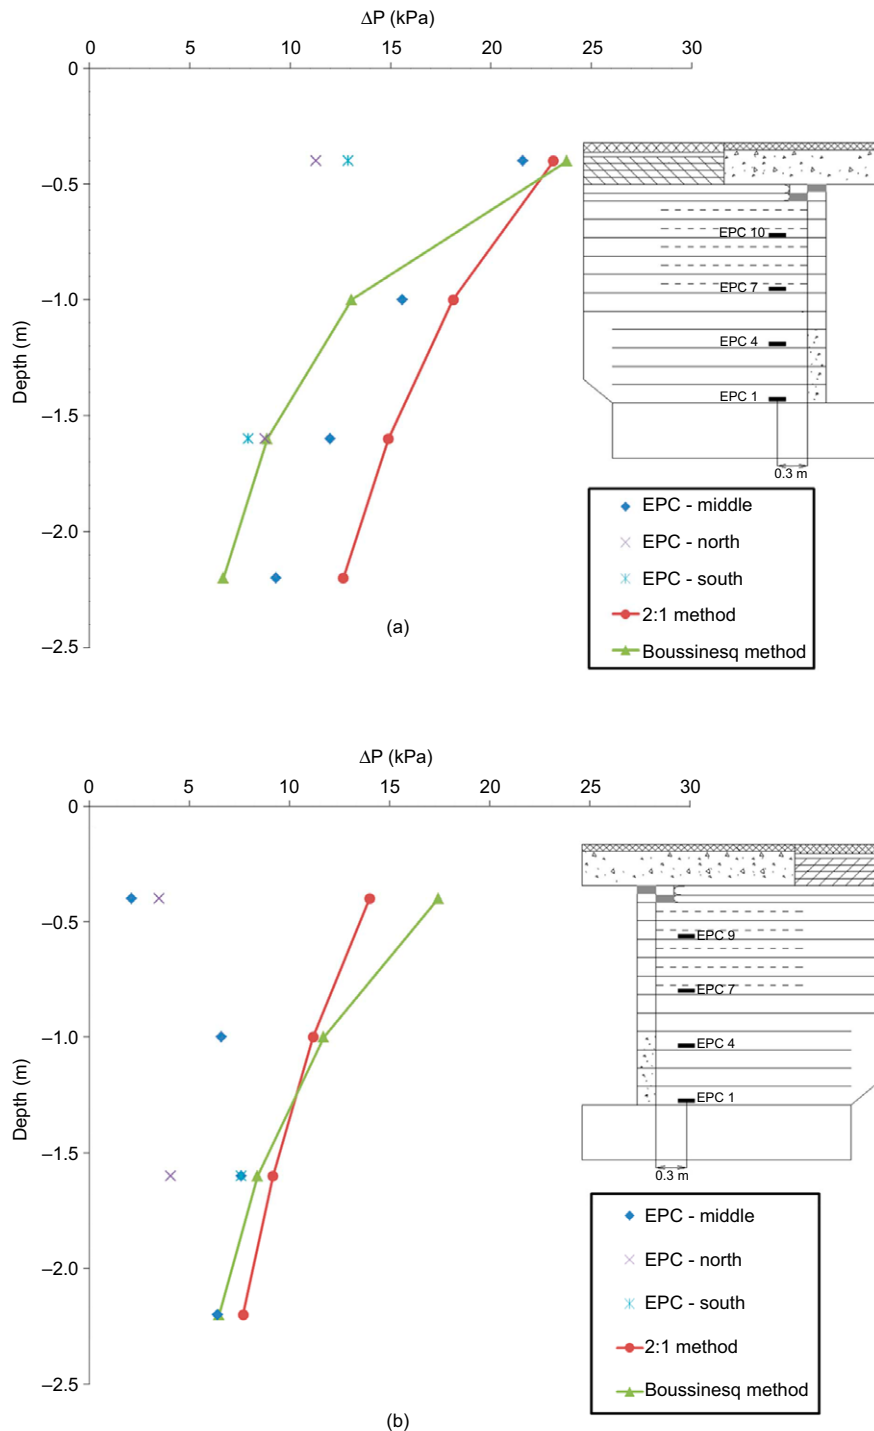 ΔP (kPa)
0 5 10 15 20 25 30
0
–0.5
–1.0
–1.5
–2.0
–2.5
Depth (m)
EPC 10
EPC 7
EPC 4
EPC 1
0.3 m
EPC - middle
EPC - north
EPC - south
2:1 method
Boussinesq method
(a)
ΔP (kPa)
0 5 10 15 20 25 30
0
–0.5
–1.0
–1.5
–2.0
–2.5
Depth (m)
EPC 9
EPC 7
EPC 4
EPC 1
0.3 m
EPC - middle
EPC - north
EPC - south
2:1 method
Boussinesq method
(b)